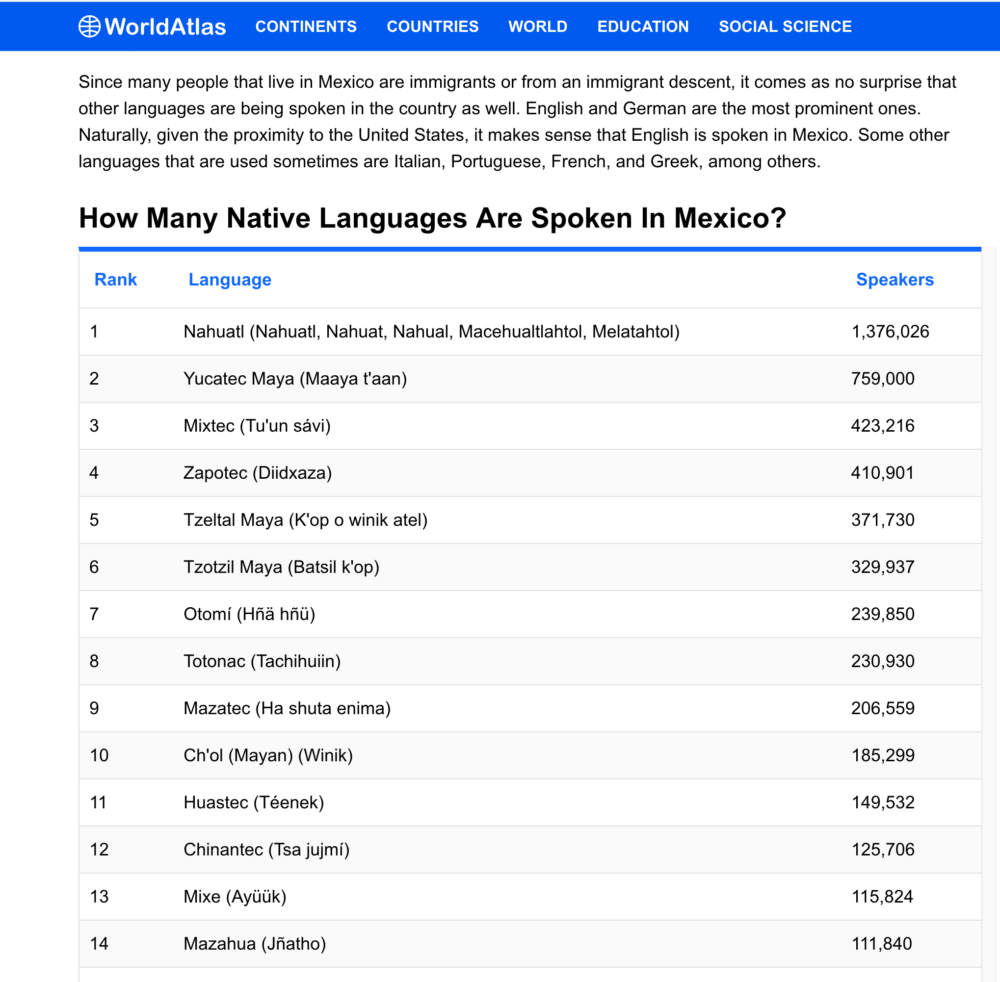 WorldAtlas CONTINENTS COUNTRIES WORLD EDUCATION SOCIAL SCIENCE
Since many people that live in Mexico are immigrants or from an immigrant descent, it comes as no surprise that
other languages are being spoken in the country as well. English and German are the most prominent ones.
Naturally, given the proximity to the United States, it makes sense that English is spoken in Mexico. Some other
languages that are used sometimes are Italian, Portuguese, French, and Greek, among others.
How Many Native Languages Are Spoken In Mexico?
Rank Language Speakers
1 Nahuatl (Nahuatl, Nahuat, Nahual, Macehualtlahtol, Melatahtol) 1,376,026
2 Yucatec Maya (Maaya t'aan) 759,000
3 Mixtec (Tu'un sávi) 423,216
4 Zapotec (Diidxaza) 410,901
5 Tzeltal Maya (K'op o winik atel) 371,730
6 Tzotzil Maya (Batsil k'op) 329,937
7 Otomí (Hñä hñü) 239,850
8 Totonac (Tachihuiin) 230,930
9 Mazatec (Ha shuta enima) 206,559
10 Ch'ol (Mayan) (Winik) 185,299
11 Huastec (Téenek) 149,532
12 Chinantec (Tsa jujmí) 125,706
13 Mixe (Ayüük) 115,824
14 Mazahua (Jñatho) 111,840